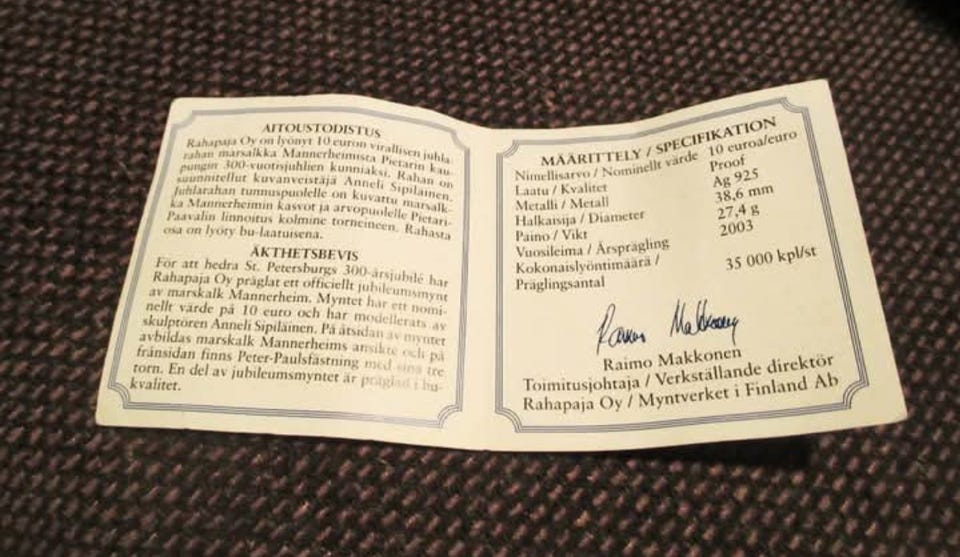 AITOUSTODISTUS
Rahapaja Oy on lyönyt 10 euron virallisen juhla-
rahan marsalkka Mannerheimista Pietarin kau-
pungin 300-vuotisjuhlien kunniaksi. Rahan on
suunnitellut kuvanveistäjä Anneli Sipiläinen.
Juhlarahan tunnuspuolelle on kuvattu marsalk-
ka Mannerheimin kasvot ja arvopuolelle Pietari-
Paavalin linnoitus kolmine torneineen. Rahasta
osa on lyöty bu-laatuisena.
ÄKTHETSBEVIS
För att hedra St. Petersburgs 300-årsjubilé har
Rahapaja Oy präglat ett officiellt jubileumsmynt
av marskalk Mannerheim. Myntet har ett nomi-
nellt värde på 10 euro och har modellerats av
skulptören Anneli Sipiläinen. På åtsidan av myntet
avbildas marskalk Mannerheims ansikte och på
frånsidan finns Peter-Paulsfästning med sina tre
torn. En del av jubileumsmyntet är präglad i bu-
kvalitet.
MÄÄRITTELY / SPECIFIKATION
Nimellisarvo / Nominellt värde 10 euroa/euro
Laatu / Kvalitet Proof
Metalli / Metall Ag 925
Halkaisija / Diameter 38,6 mm
Paino / Vikt 27,4 g
Vuosileima / Årsprägling 2003
Kokonaislyöntimäärä /
Präglingsantal 35 000 kpl/st
Raimo Makkonen
Raimo Makkonen
Toimitusjohtaja / Verkställande direktör
Rahapaja Oy / Myntverket i Finland Ab